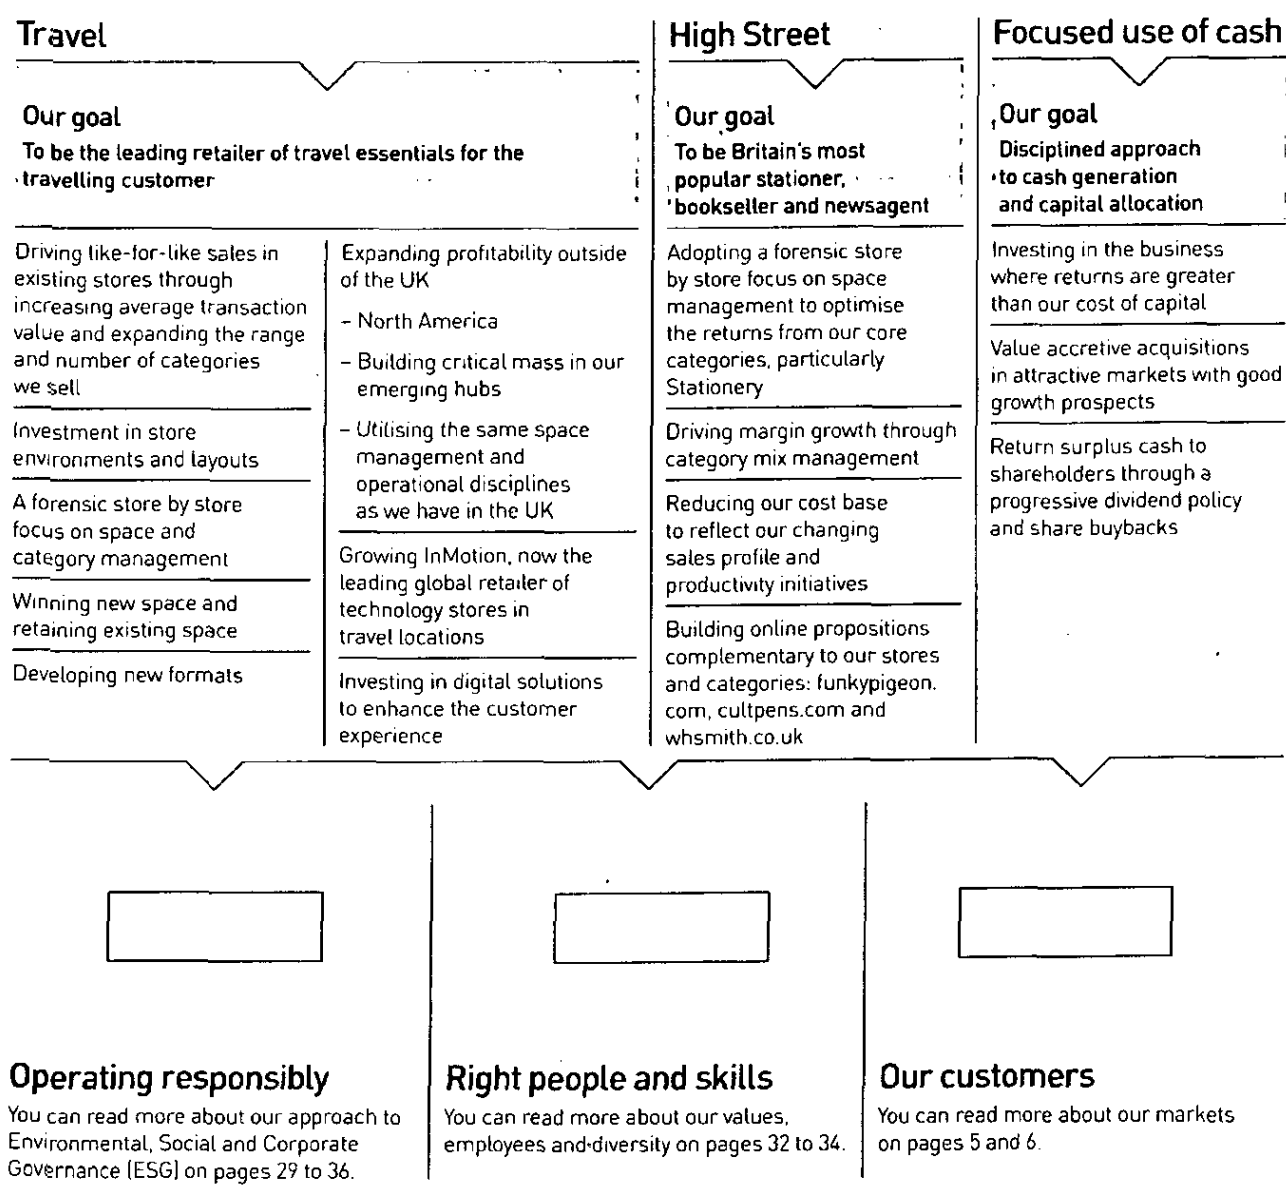 Travel
Our goal
To be the leading retailer of travel essentials for the
travelling customer
Driving like-for-like sales in
existing stores through
increasing average transaction
value and expanding the range
and number of categories
we sell
Investment in store
environments and layouts
A forensic store by store
focus on space and
category management
Winning new space and
retaining existing space
Developing new formats
Expanding profitability outside
of the UK
– North America
– Building critical mass in our
emerging hubs
– Utilising the same space
management and
operational disciplines
as we have in the UK
Growing InMotion, now the
leading global retailer of
technology stores in
travel locations
Investing in digital solutions
to enhance the customer
experience
High Street
Our goal
To be Britain's most
popular stationer,
bookseller and newsagent
Adopting a forensic store
by store focus on space
management to optimise
the returns from our core
categories, particularly
Stationery
Driving margin growth through
category mix management
Reducing our cost base
to reflect our changing
sales profile and
productivity initiatives
Building online propositions
complementary to our stores
and categories: funkypigeon.
com, cultpens.com and
whsmith.co.uk
Focused use of cash
Our goal
Disciplined approach
to cash generation
and capital allocation
Investing in the business
where returns are greater
than our cost of capital
Value accretive acquisitions
in attractive markets with good
growth prospects
Return surplus cash to
shareholders through a
progressive dividend policy
and share buybacks
Operating responsibly
You can read more about our approach to
Environmental, Social and Corporate
Governance (ESG) on pages 29 to 36.
Right people and skills
You can read more about our values,
employees and diversity on pages 32 to 34.
Our customers
You can read more about our markets
on pages 5 and 6.